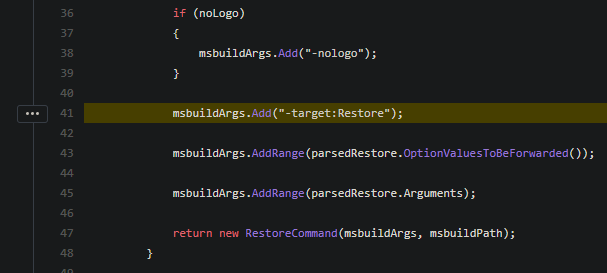 36 if (noLogo)
37 {
38 msbuildArgs.Add("-nologo");
39 }
40
41 msbuildArgs.Add("-target:Restore");
42
43 msbuildArgs.AddRange(parsedRestore.OptionValuesToBeForwarded());
44
45 msbuildArgs.AddRange(parsedRestore.Arguments);
46
47 return new RestoreCommand(msbuildArgs, msbuildPath);
48 }